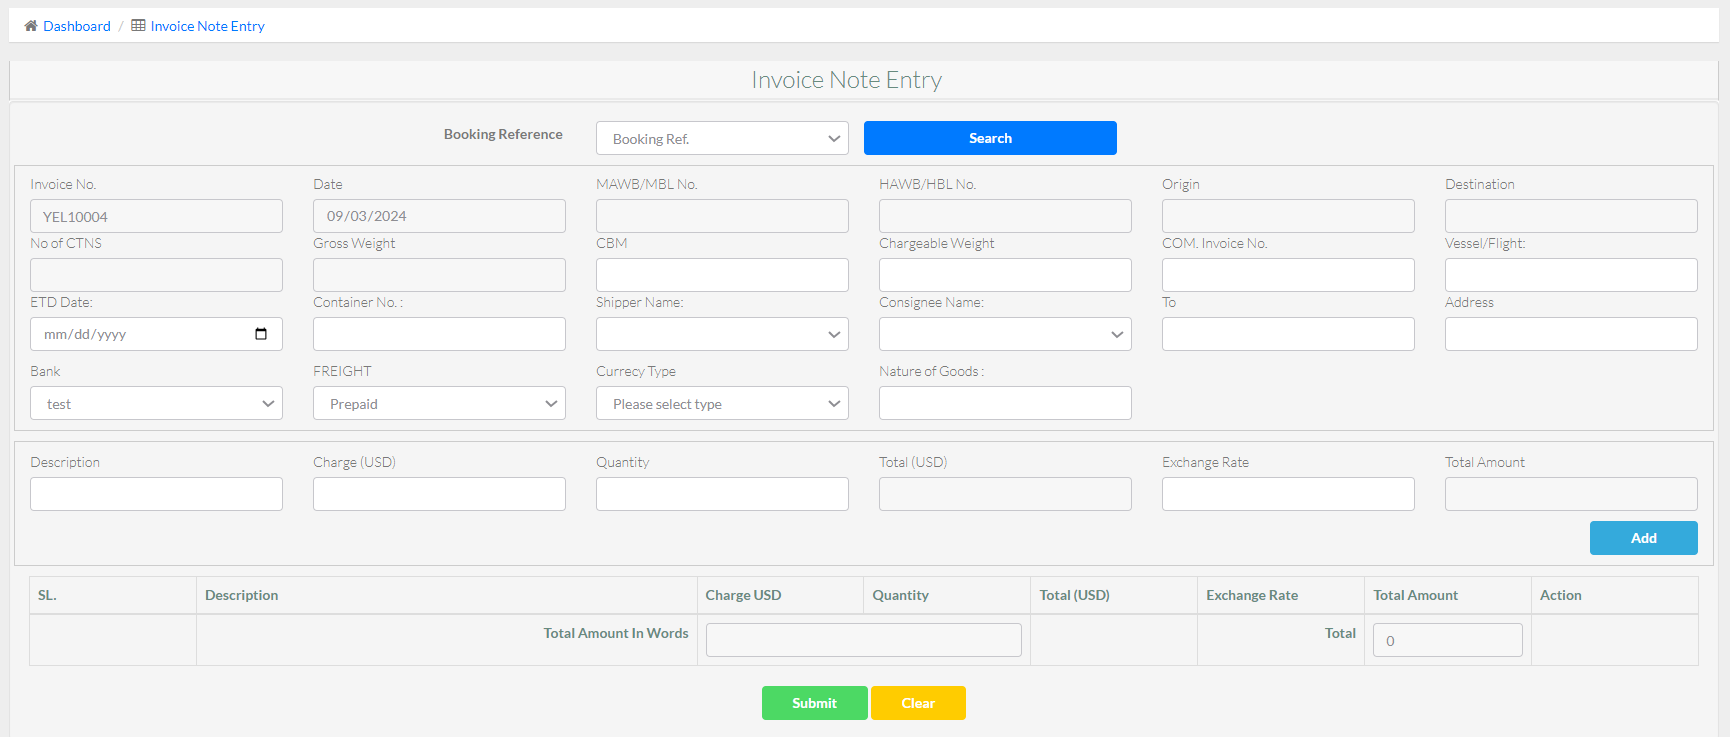 Dashboard / Invoice Note Entry
Invoice Note Entry
Booking Reference Booking Ref. Search
Invoice No. Date MAWB/MBL No. HAWB/HBL No. Origin Destination
YEL10004 09/03/2024
No of CTNS Gross Weight CBM Chargeable Weight COM. Invoice No. Vessel/Flight:
ETD Date: Container No. : Shipper Name: Consignee Name: To Address
mm/dd/yyyy
Bank FREIGHT Currecy Type Nature of Goods :
test Prepaid Please select type
Description Charge (USD) Quantity Total (USD) Exchange Rate Total Amount
Add
SL. Description Charge USD Quantity Total (USD) Exchange Rate Total Amount Action
Total Amount In Words Total 0
Submit Clear